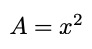 A = x²